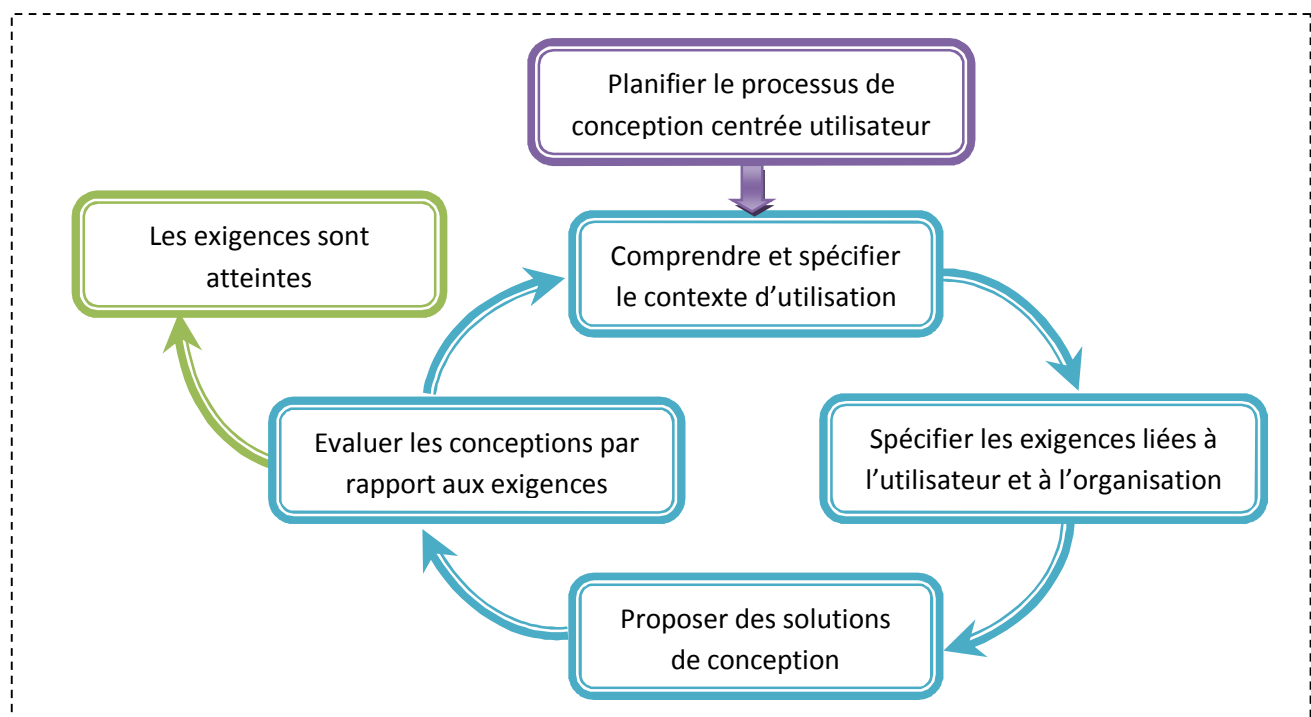 Planifier le processus de
conception centrée utilisateur
Les exigences sont
atteintes
Comprendre et spécifier
le contexte d’utilisation
Evaluer les conceptions par
rapport aux exigences
Spécifier les exigences liées à
l’utilisateur et à l’organisation
Proposer des solutions
de conception